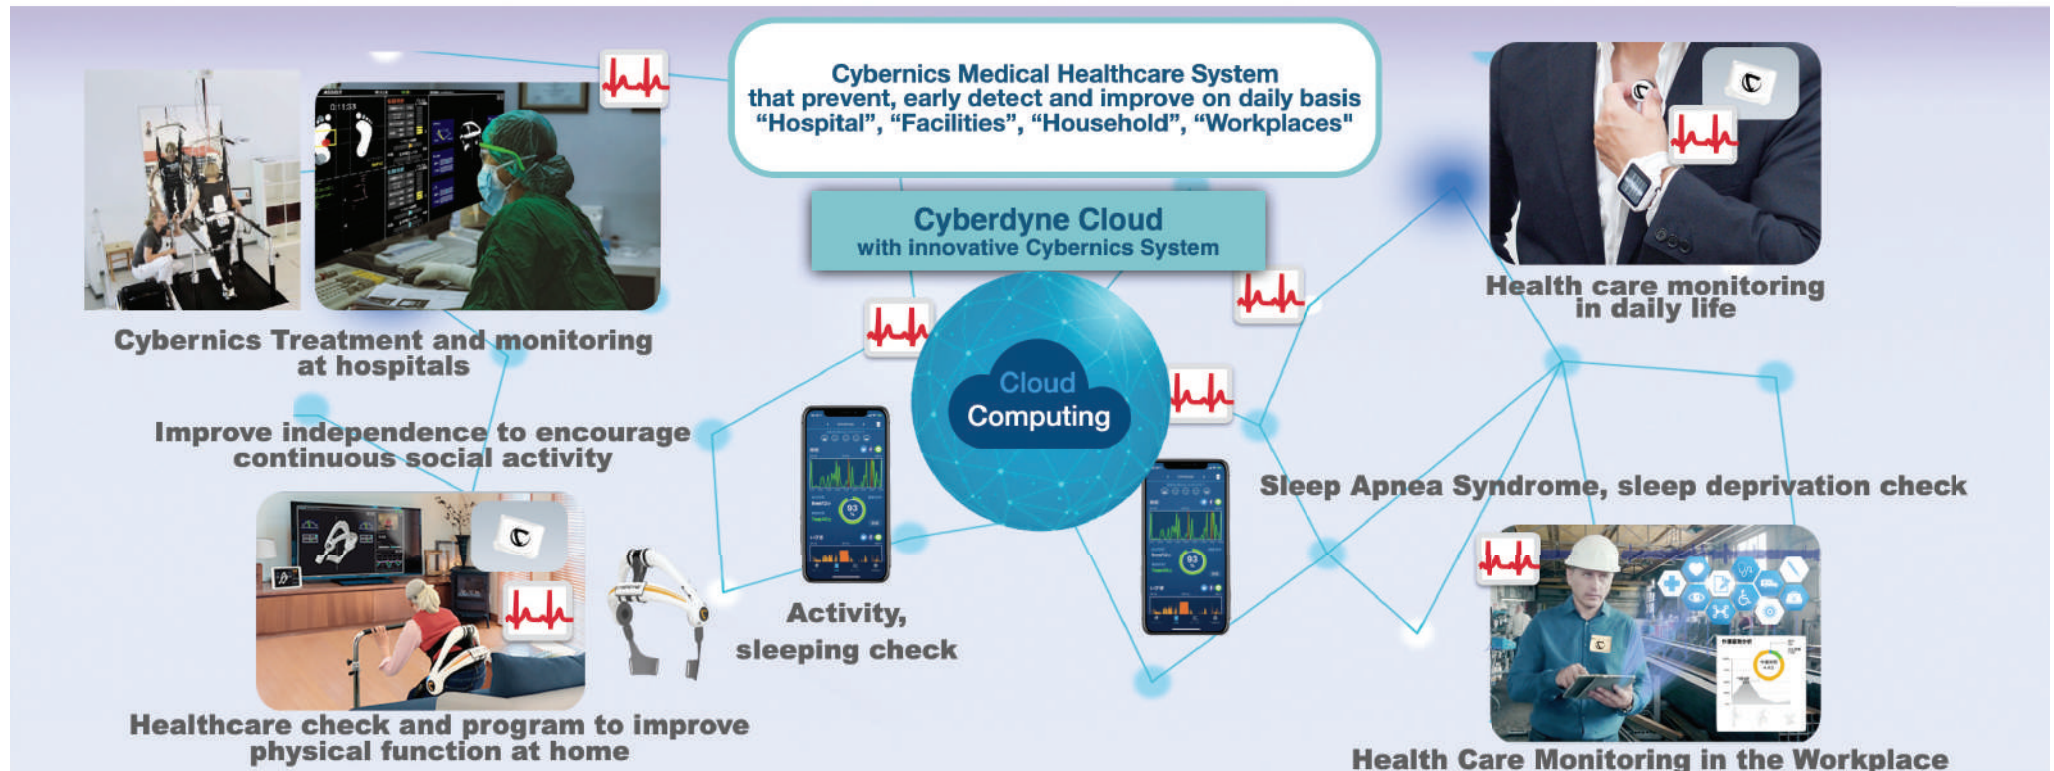 Cybernics Medical Healthcare System
that prevent, early detect and improve on daily basis
“Hospital”, “Facilities”, “Household”, “Workplaces"
Cyberdyne Cloud
with innovative Cybernics System
Cloud
Computing
Cybernics Treatment and monitoring
at hospitals
Improve independence to encourage
continuous social activity
Healthcare check and program to improve
physical function at home
Activity,
sleeping check
93
%
93
%
Health care monitoring
in daily life
Sleep Apnea Syndrome, sleep deprivation check
Health Care Monitoring in the Workplace